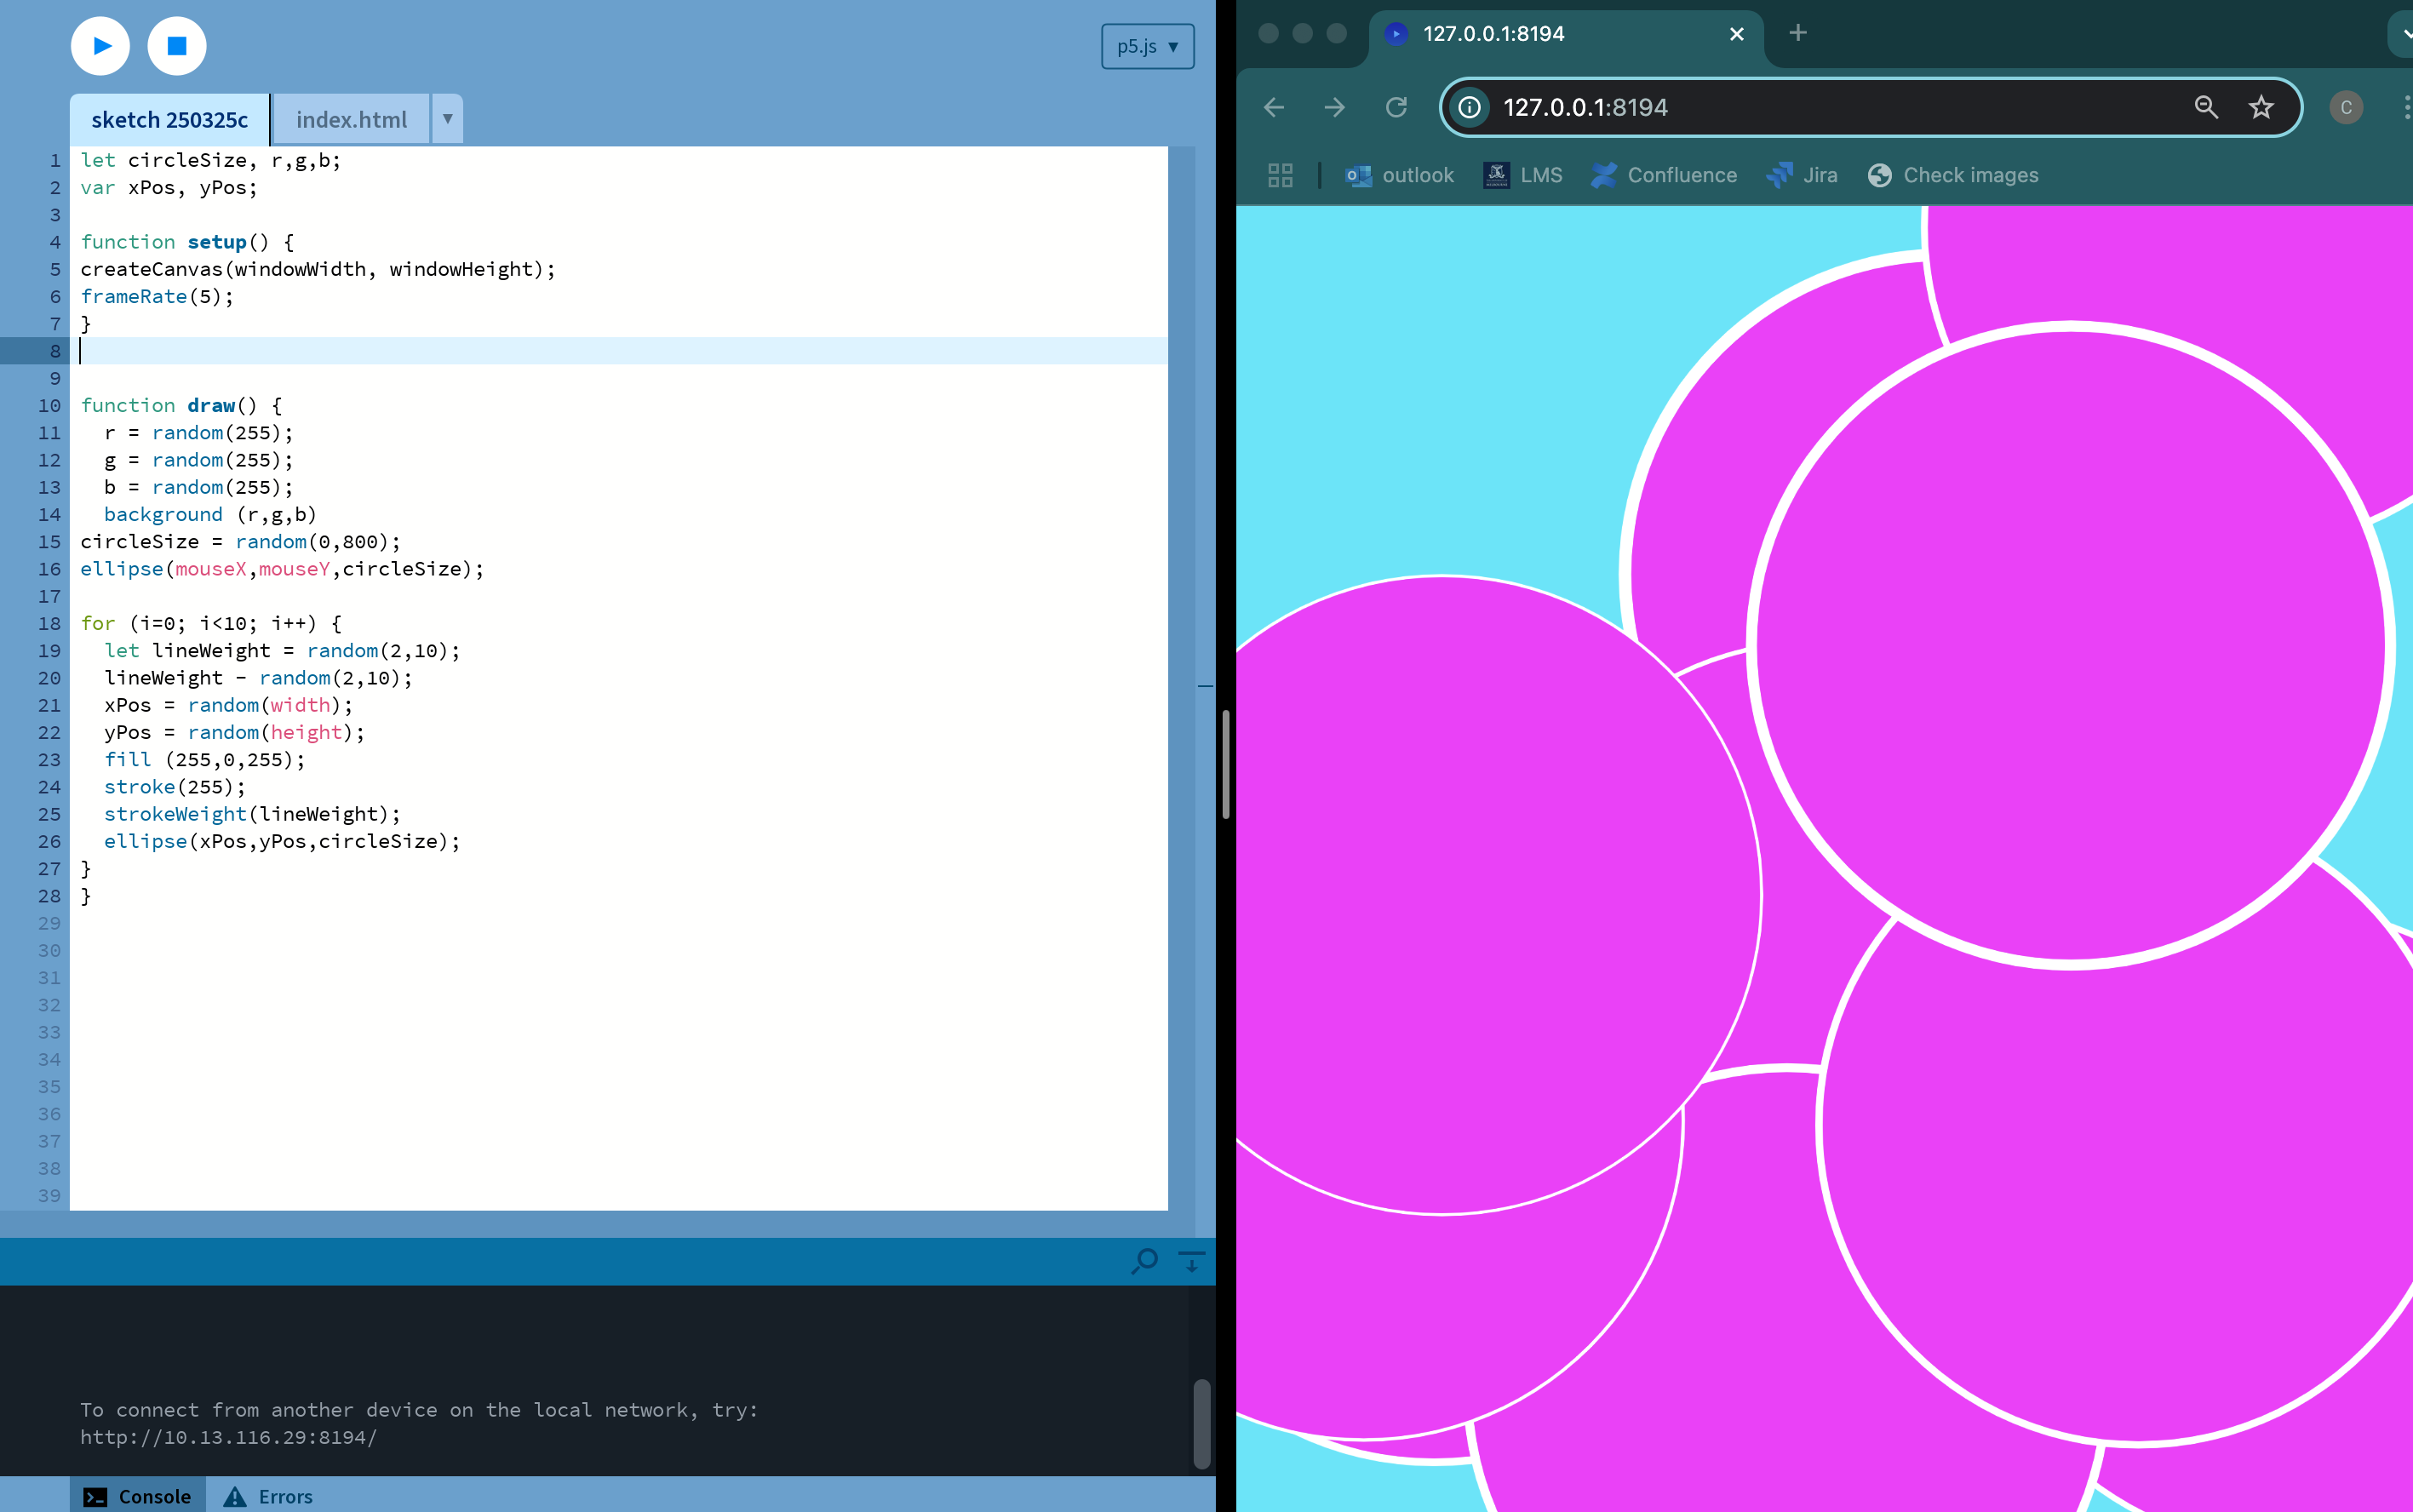 p5.js ▼
sketch 250325c
index.html
▼
1 let circleSize, r,g,b;
2 var xPos, yPos;
3
4 function setup() {
5 createCanvas(windowWidth, windowHeight);
6 frameRate(5);
7 }
8
9
10 function draw() {
11 r = random(255);
12 g = random(255);
13 b = random(255);
14 background (r,g,b)
15 circleSize = random(0,800);
16 ellipse(mouseX,mouseY,circleSize);
17
18 for (i=0; i<10; i++) {
19 let lineWeight = random(2,10);
20 lineWeight - random(2,10);
21 xPos = random(width);
22 yPos = random(height);
23 fill (255,0,255);
24 stroke(255);
25 strokeWeight(lineWeight);
26 ellipse(xPos,yPos,circleSize);
27 }
28 }
29
30
31
32
33
34
35
36
37
38
39
To connect from another device on the local network, try:
http://10.13.116.29:8194/
Console
Errors
127.0.0.1:8194
127.0.0.1:8194
C
outlook LMS Confluence Jira Check images